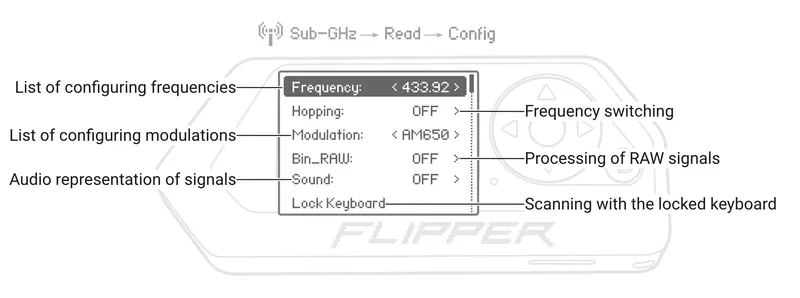 Sub-GHz → Read → Config
List of configuring frequencies
Frequency: < 433.92 >
Hopping: OFF >
Frequency switching
List of configuring modulations
Modulation: < AM650 >
Bin_RAW: OFF >
Processing of RAW signals
Audio representation of signals
Sound: OFF >
Lock Keyboard
Scanning with the locked keyboard
FLIPPER